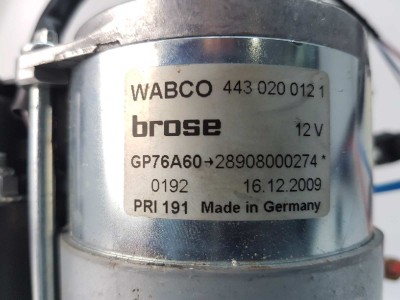 WABCO 443 020 012 1
brose 12 V
GP76A60→28908000274*
0192 16.12.2009
PRI 191 Made in Germany